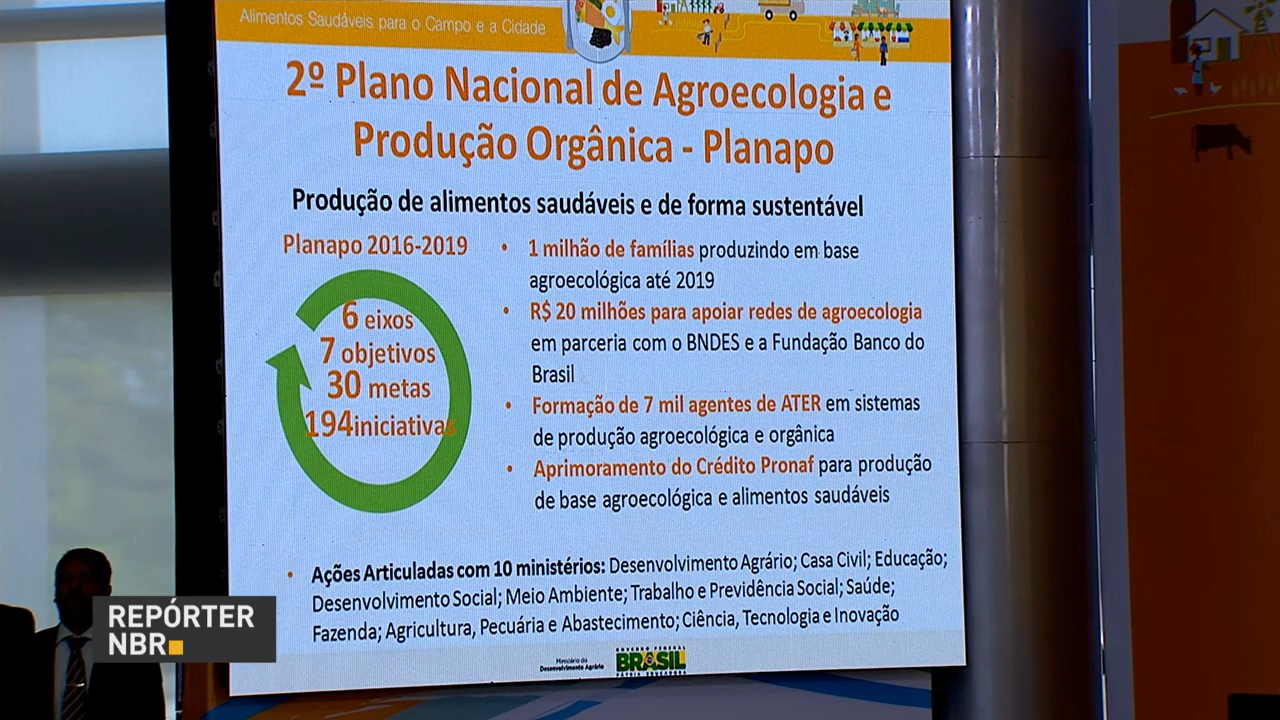 Alimentos Saudáveis para o Campo e a Cidade
2º Plano Nacional de Agroecologia e
Produção Orgânica - Planapo
Produção de alimentos saudáveis e de forma sustentável
Planapo 2016-2019
6 eixos
7 objetivos
30 metas
194iniciativas
• 1 milhão de famílias produzindo em base
agroecológica até 2019
• R$ 20 milhões para apoiar redes de agroecologia
em parceria com o BNDES e a Fundação Banco do
Brasil
• Formação de 7 mil agentes de ATER em sistemas
de produção agroecológica e orgânica
• Aprimoramento do Crédito Pronaf para produção
de base agroecológica e alimentos saudáveis
• Ações Articuladas com 10 ministérios: Desenvolvimento Agrário; Casa Civil; Educação;
Desenvolvimento Social; Meio Ambiente; Trabalho e Previdência Social; Saúde;
Fazenda; Agricultura, Pecuária e Abastecimento; Ciência, Tecnologia e Inovação
Ministério do
Desenvolvimento Agrário
GOVERNO FEDERAL
BRASIL
PÁTRIA EDUCADORA
REPÓRTER
NBR